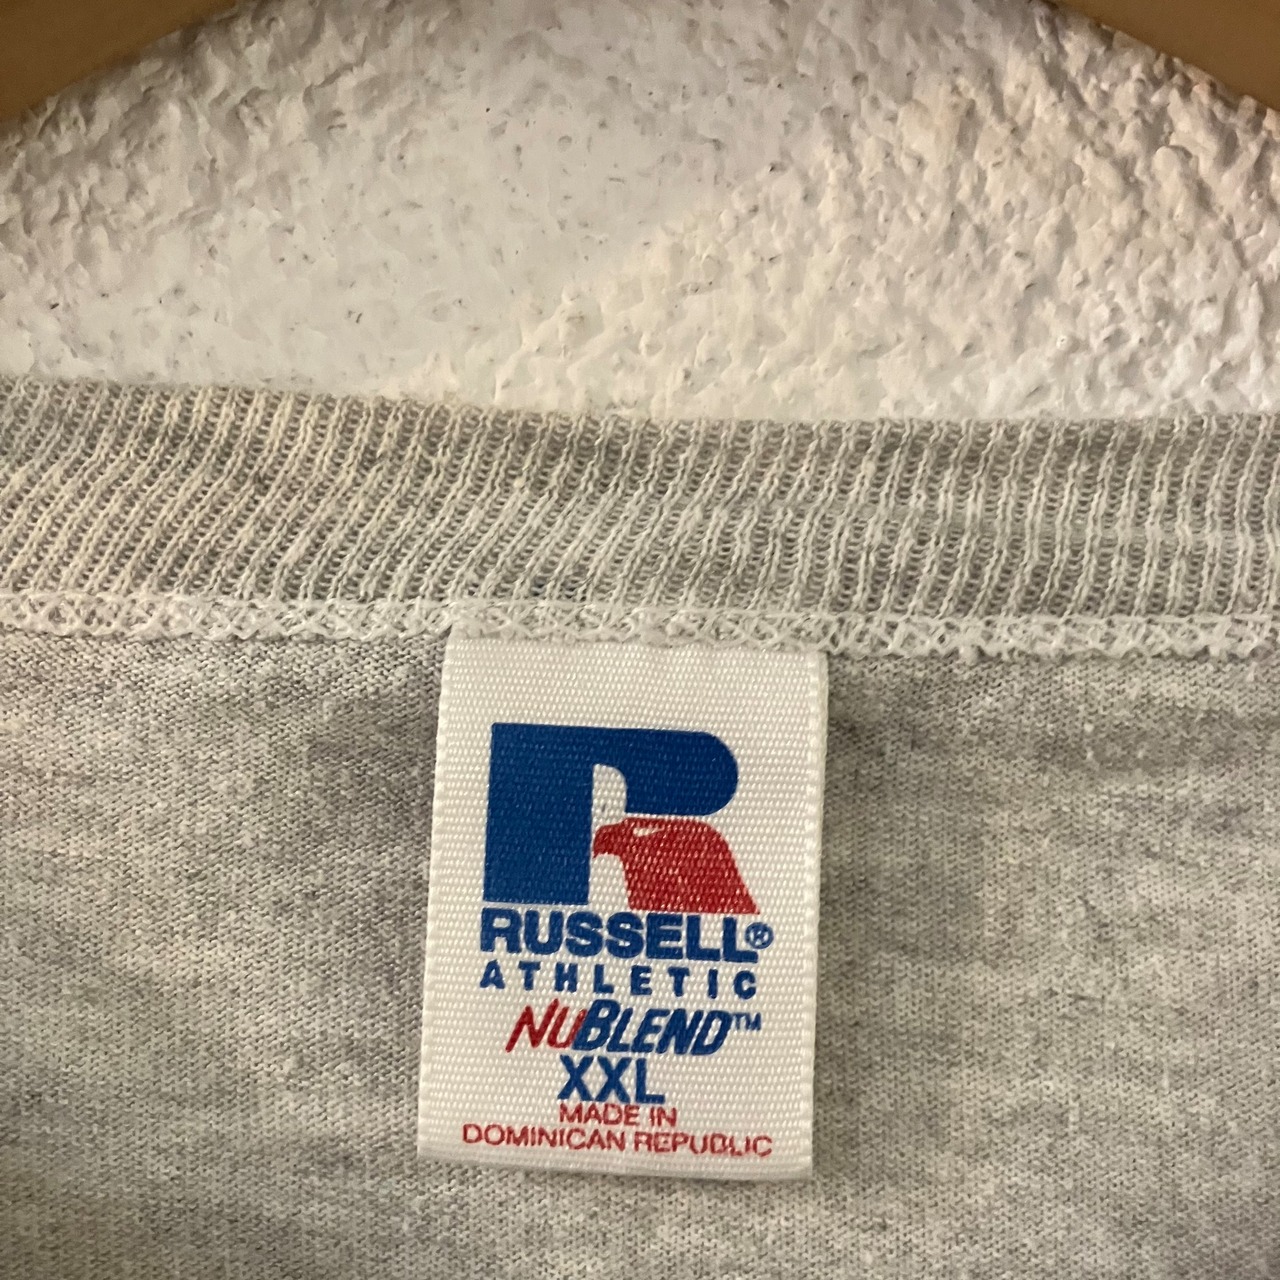 RUSSELL®
ATHLETIC
NUBLEND™
XXL
MADE IN
DOMINICAN REPUBLIC